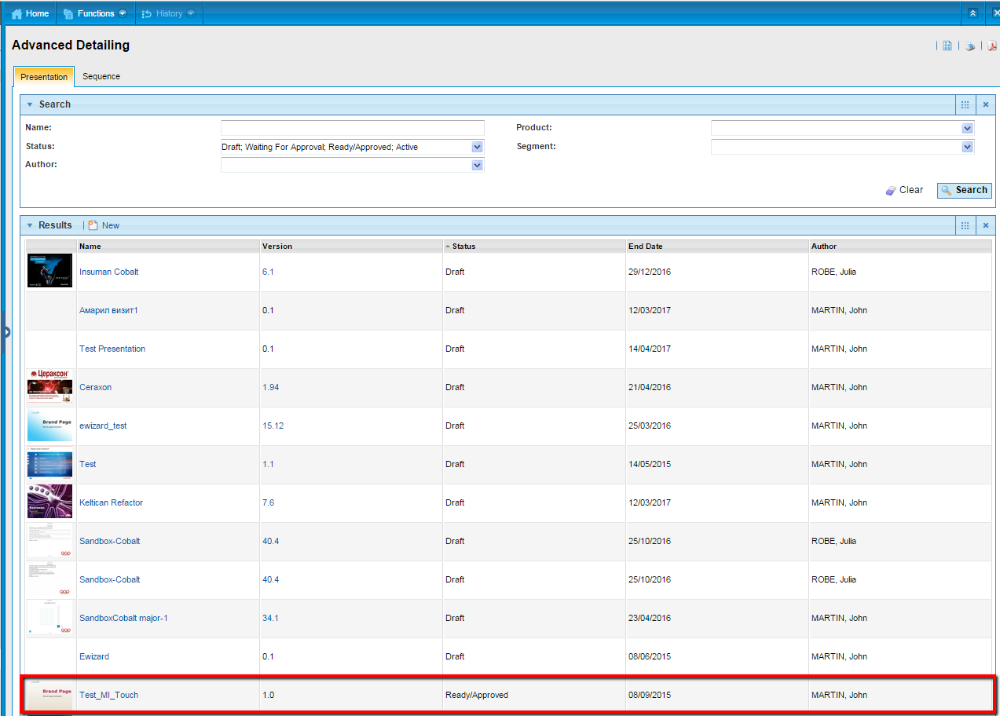 Home Functions History
Advanced Detailing
Presentation Sequence
Search
Name: Product:
Status: Draft; Waiting For Approval; Ready/Approved; Active Segment:
Author:
Clear Search
Results New
Name Version Status End Date Author
Insuman Cobalt 6.1 Draft 29/12/2016 ROBE, Julia
Амарил визит1 0.1 Draft 12/03/2017 MARTIN, John
Test Presentation 0.1 Draft 14/04/2017 MARTIN, John
Цераксон
Ceraxon 1.94 Draft 21/04/2016 MARTIN, John
Brand Page
ewizard_test 15.12 Draft 25/03/2016 MARTIN, John
Test 1.1 Draft 14/05/2015 MARTIN, John
Keltican Refactor 7.6 Draft 12/03/2017 MARTIN, John
Sandbox-Cobalt 40.4 Draft 25/10/2016 ROBE, Julia
Sandbox-Cobalt 40.4 Draft 25/10/2016 ROBE, Julia
SandboxCobalt major-1 34.1 Draft 23/04/2016 MARTIN, John
Ewizard 0.1 Draft 08/06/2015 MARTIN, John
Brand Page
Test_MI_Touch 1.0 Ready/Approved 08/09/2015 MARTIN, John